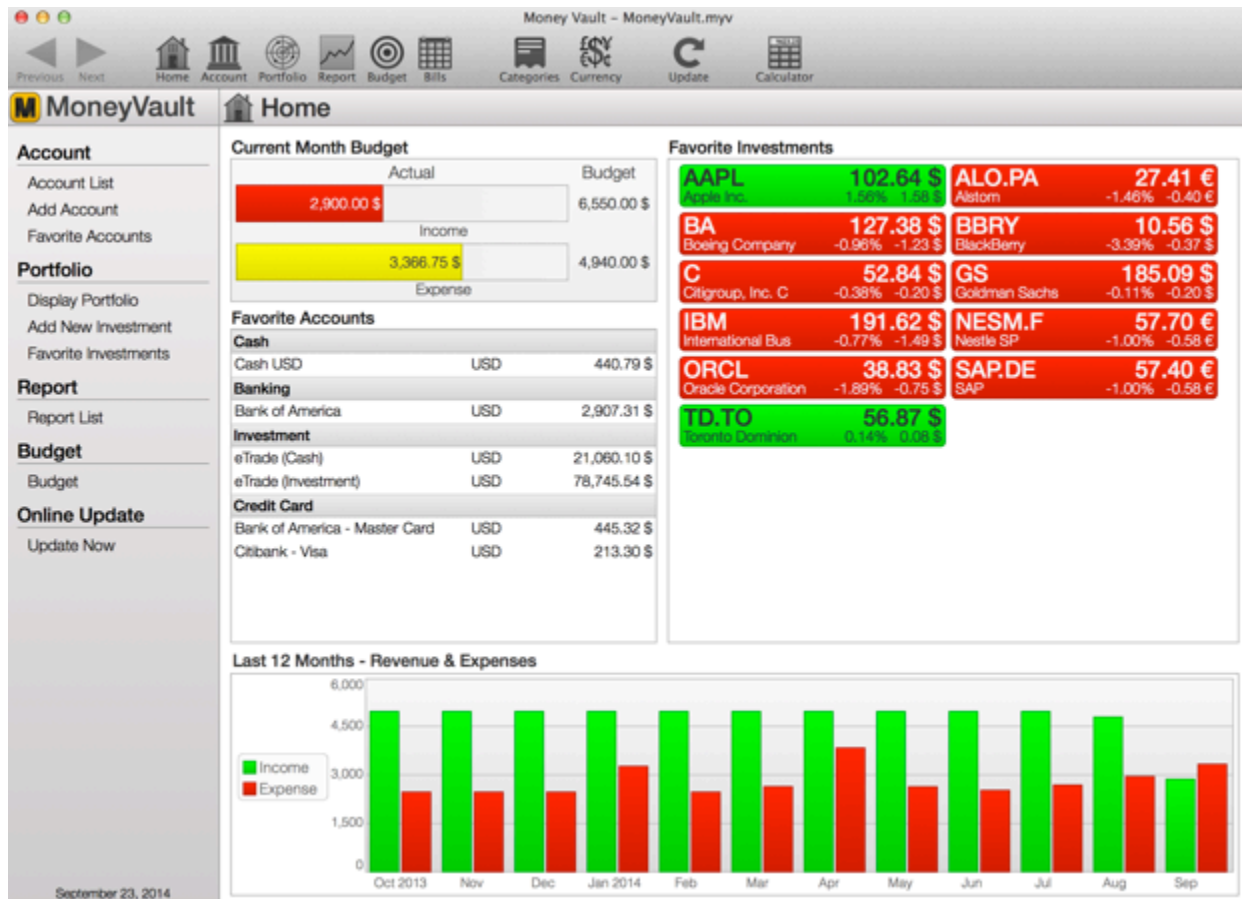 Money Vault - MoneyVault.myv
Previous Next Home Account Portfolio Report Budget Bills Categories Currency Update Calculator
M MoneyVault
Home
Account
Account List
Add Account
Favorite Accounts
Portfolio
Display Portfolio
Add New Investment
Favorite Investments
Report
Report List
Budget
Budget
Online Update
Update Now
September 23, 2014
Current Month Budget
Actual Budget
2,900.00 $ 6,550.00 $
Income
3,366.75 $ 4,940.00 $
Expense
Favorite Accounts
Cash
Cash USD USD 440.79 $
Banking
Bank of America USD 2,907.31 $
Investment
eTrade (Cash) USD 21,060.10 $
eTrade (Investment) USD 78,745.54 $
Credit Card
Bank of America - Master Card USD 445.32 $
Citibank - Visa USD 213.30 $
Favorite Investments
AAPL 102.64 $ ALO.PA 27.41 €
Apple Inc. 1.56% 1.58 $ Alstom -1.46% -0.40 €
BA 127.38 $ BBRY 10.56 $
Boeing Company -0.96% -1.23 $ BlackBerry -3.39% -0.37 $
C 52.84 $ GS 185.09 $
Citigroup, Inc. C -0.38% -0.20 $ Goldman Sachs -0.11% -0.20 $
IBM 191.62 $ NESM.F 57.70 €
International Bus -0.77% -1.49 $ Nestle SP -1.00% -0.58 €
ORCL 38.83 $ SAP.DE 57.40 €
Oracle Corporation -1.89% -0.75 $ SAP -1.00% -0.58 €
TD.TO 56.87 $
Toronto Dominion 0.14% 0.08 $
Last 12 Months - Revenue & Expenses
6,000
4,500
3,000
1,500
0
Income
Expense
Oct 2013 Nov Dec Jan 2014 Feb Mar Apr May Jun Jul Aug Sep